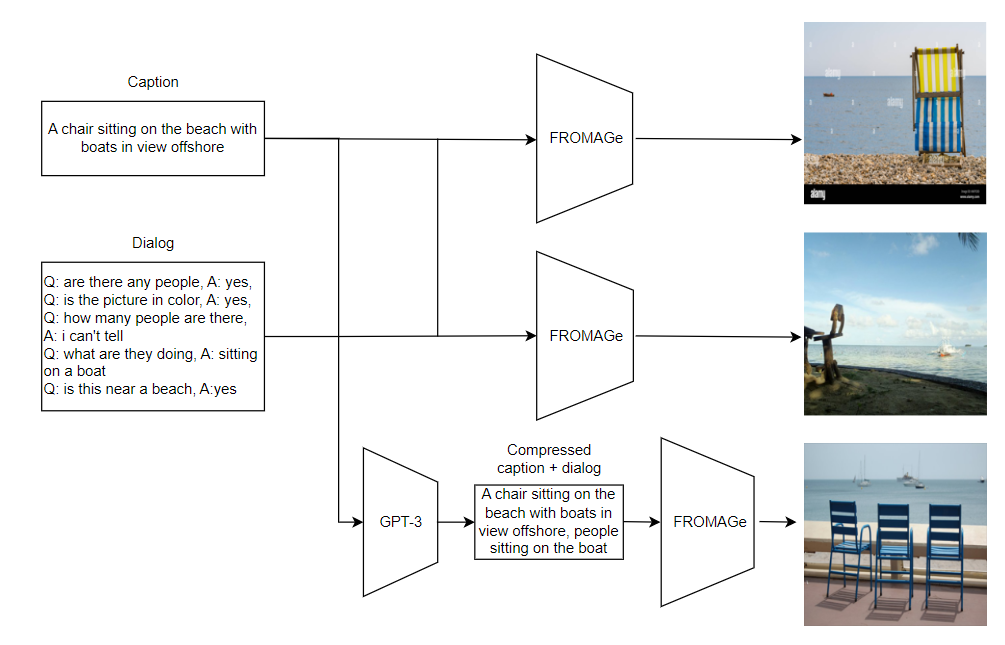 Caption
A chair sitting on the beach with
boats in view offshore
FROMAGe
alamy
Dialog
Q: are there any people, A: yes,
Q: is the picture in color, A: yes,
Q: how many people are there,
A: i can't tell
Q: what are they doing, A: sitting
on a boat
Q: is this near a beach, A:yes
FROMAGe
GPT-3
Compressed
caption + dialog
A chair sitting on the
beach with boats in
view offshore, people
sitting on the boat
FROMAGe